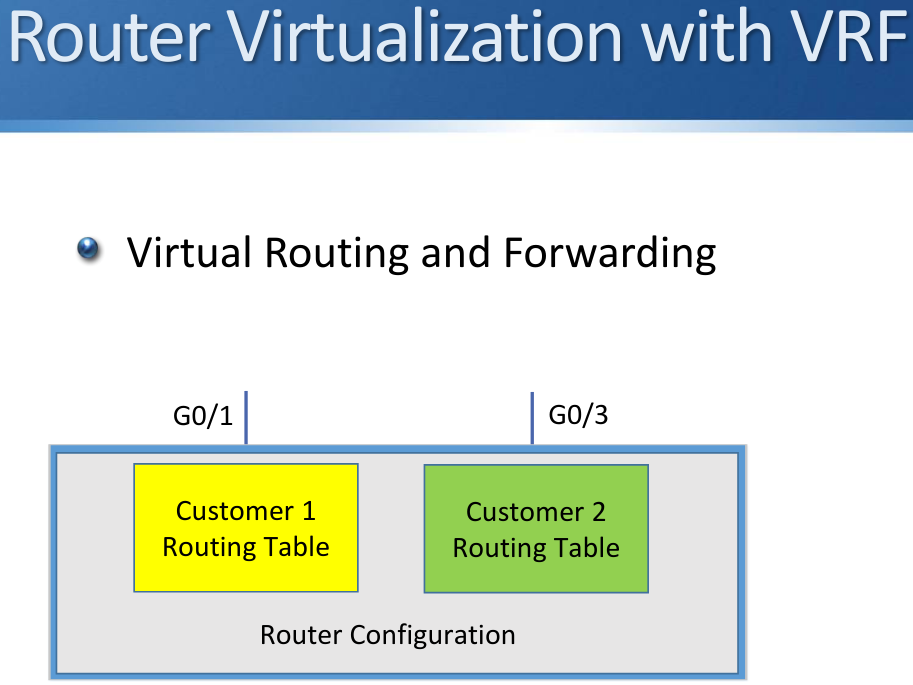 Router Virtualization with VRF
Virtual Routing and Forwarding
G0/1
G0/3
Customer 1
Routing Table
Customer 2
Routing Table
Router Configuration